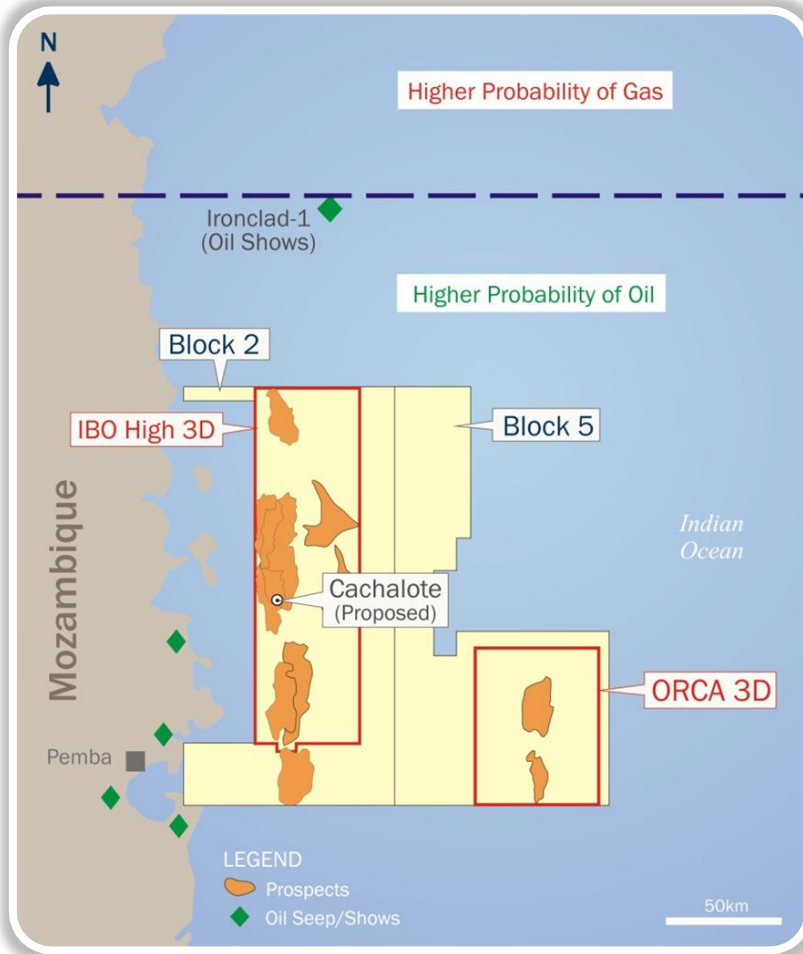 N
Higher Probability of Gas
Ironclad-1
(Oil Shows)
Higher Probability of Oil
Block 2
IBO High 3D
Block 5
Mozambique
Indian
Ocean
Cachalote
(Proposed)
ORCA 3D
Pemba
LEGEND
Prospects
Oil Seep/Shows
50km